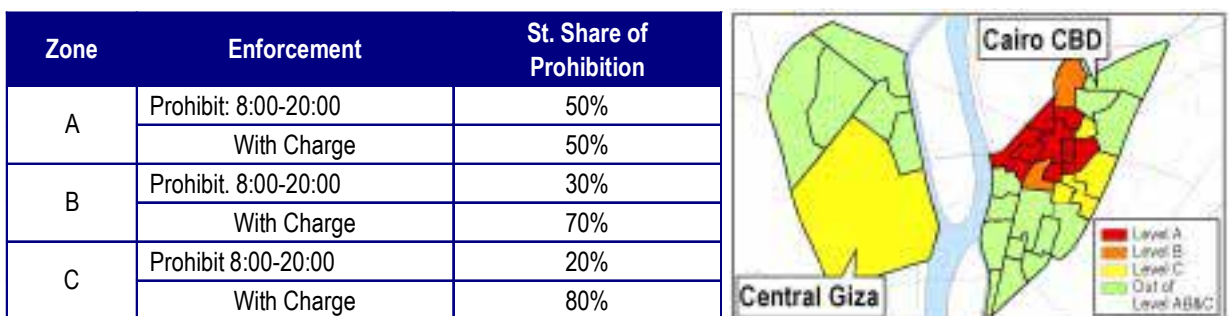 Zone Enforcement St. Share of Prohibition
A Prohibit: 8:00-20:00 50%
With Charge 50%
B Prohibit. 8:00-20:00 30%
With Charge 70%
C Prohibit 8:00-20:00 20%
With Charge 80%
Cairo CBD
Central Giza
Level A
Level B
Level C
Out of
Level AB&C